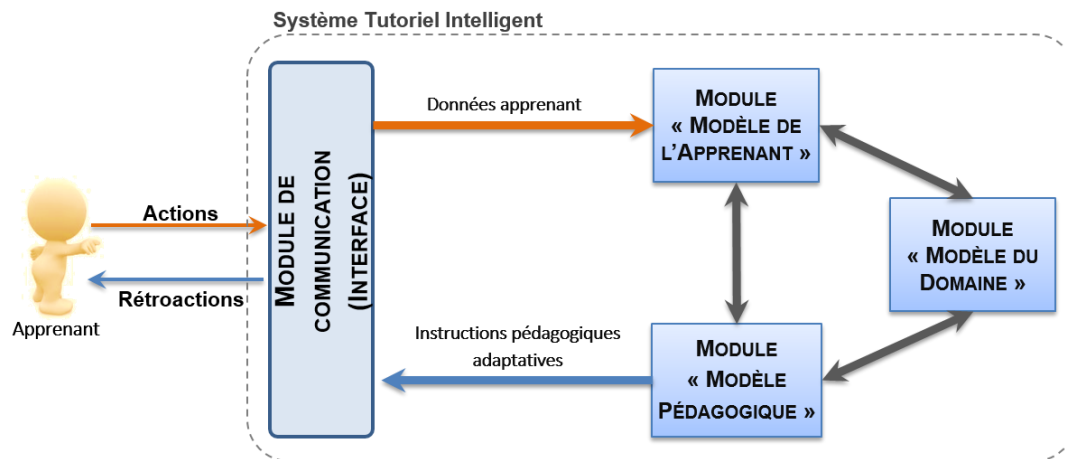 Système Tutoriel Intelligent
Actions
Rétroactions
Apprenant
MODULE DE
COMMUNICATION
(INTERFACE)
Données apprenant
Instructions pédagogiques
adaptatives
MODULE
« MODÈLE DE
L'APPRENANT »
MODULE
« MODÈLE DU
DOMAINE »
MODULE
« MODÈLE
PÉDAGOGIQUE »